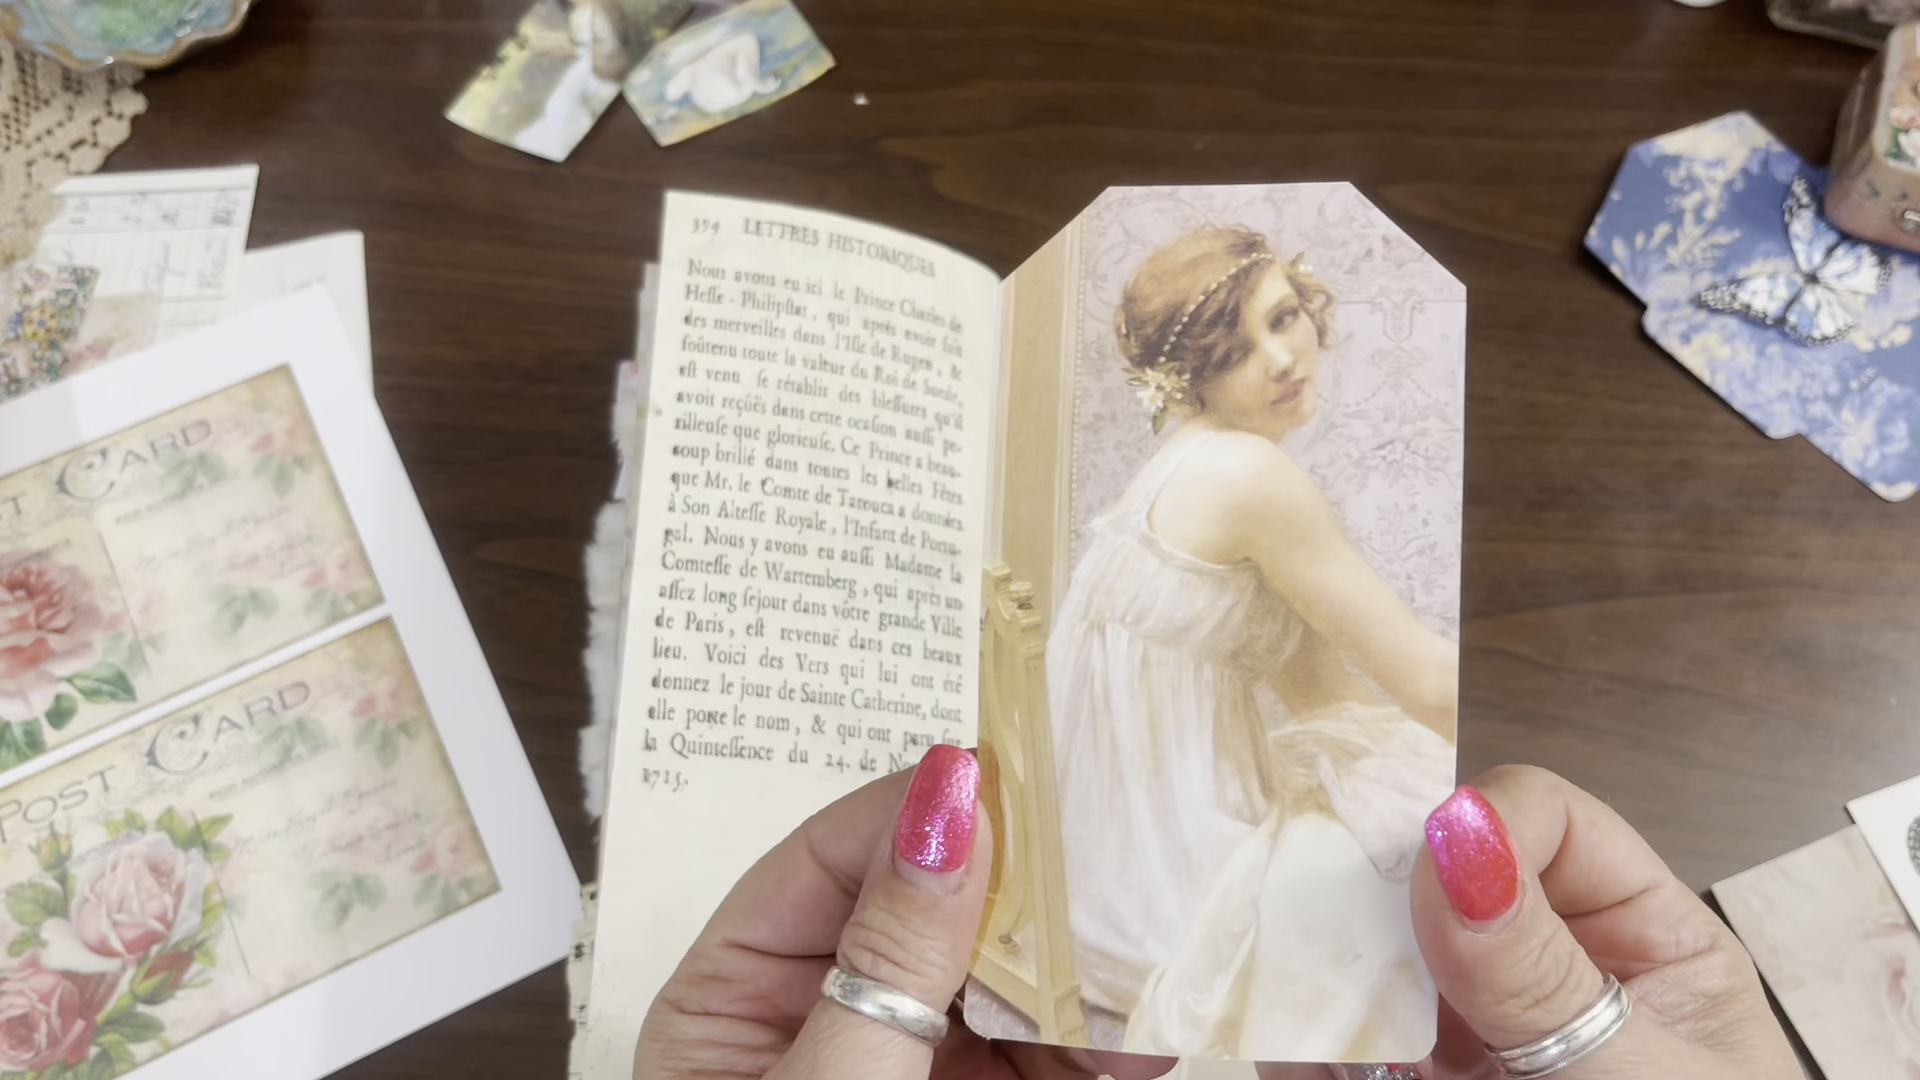 394 LETTRES HISTORIQUES
Nous avons eu ici le Prince Charles de
Heſſe - Philipſtat, qui aprés avoir fait
des merveilles dans l'Iſle de Rugen, &
ſoûtenu toute la valeur du Roi de Suede,
eſt venu ſe rétablir des bleſſures qu'il
avoir reçûës dans cette ocaſion auſſi pe-
rilleuſe que glorieuſe. Ce Prince a beau-
coup brillé dans toutes les belles Fêtes
que Mr. le Comte de Tarouca a données
à Son Alteſſe Royale, l'Infant de Portu-
gal. Nous y avons eu auſſi Madame la
Comteſſe de Wartemberg, qui aprés un
aſſez long ſejour dans vôtre grande Ville
de Paris, eſt revenuë dans ces beaux
lieu. Voici des Vers qui lui ont été
donnez le jour de Sainte Catherine, dont
elle porte le nom, & qui ont paru ſur
la Quinteſſence du 24. de
1715.
CARD
POST CARD